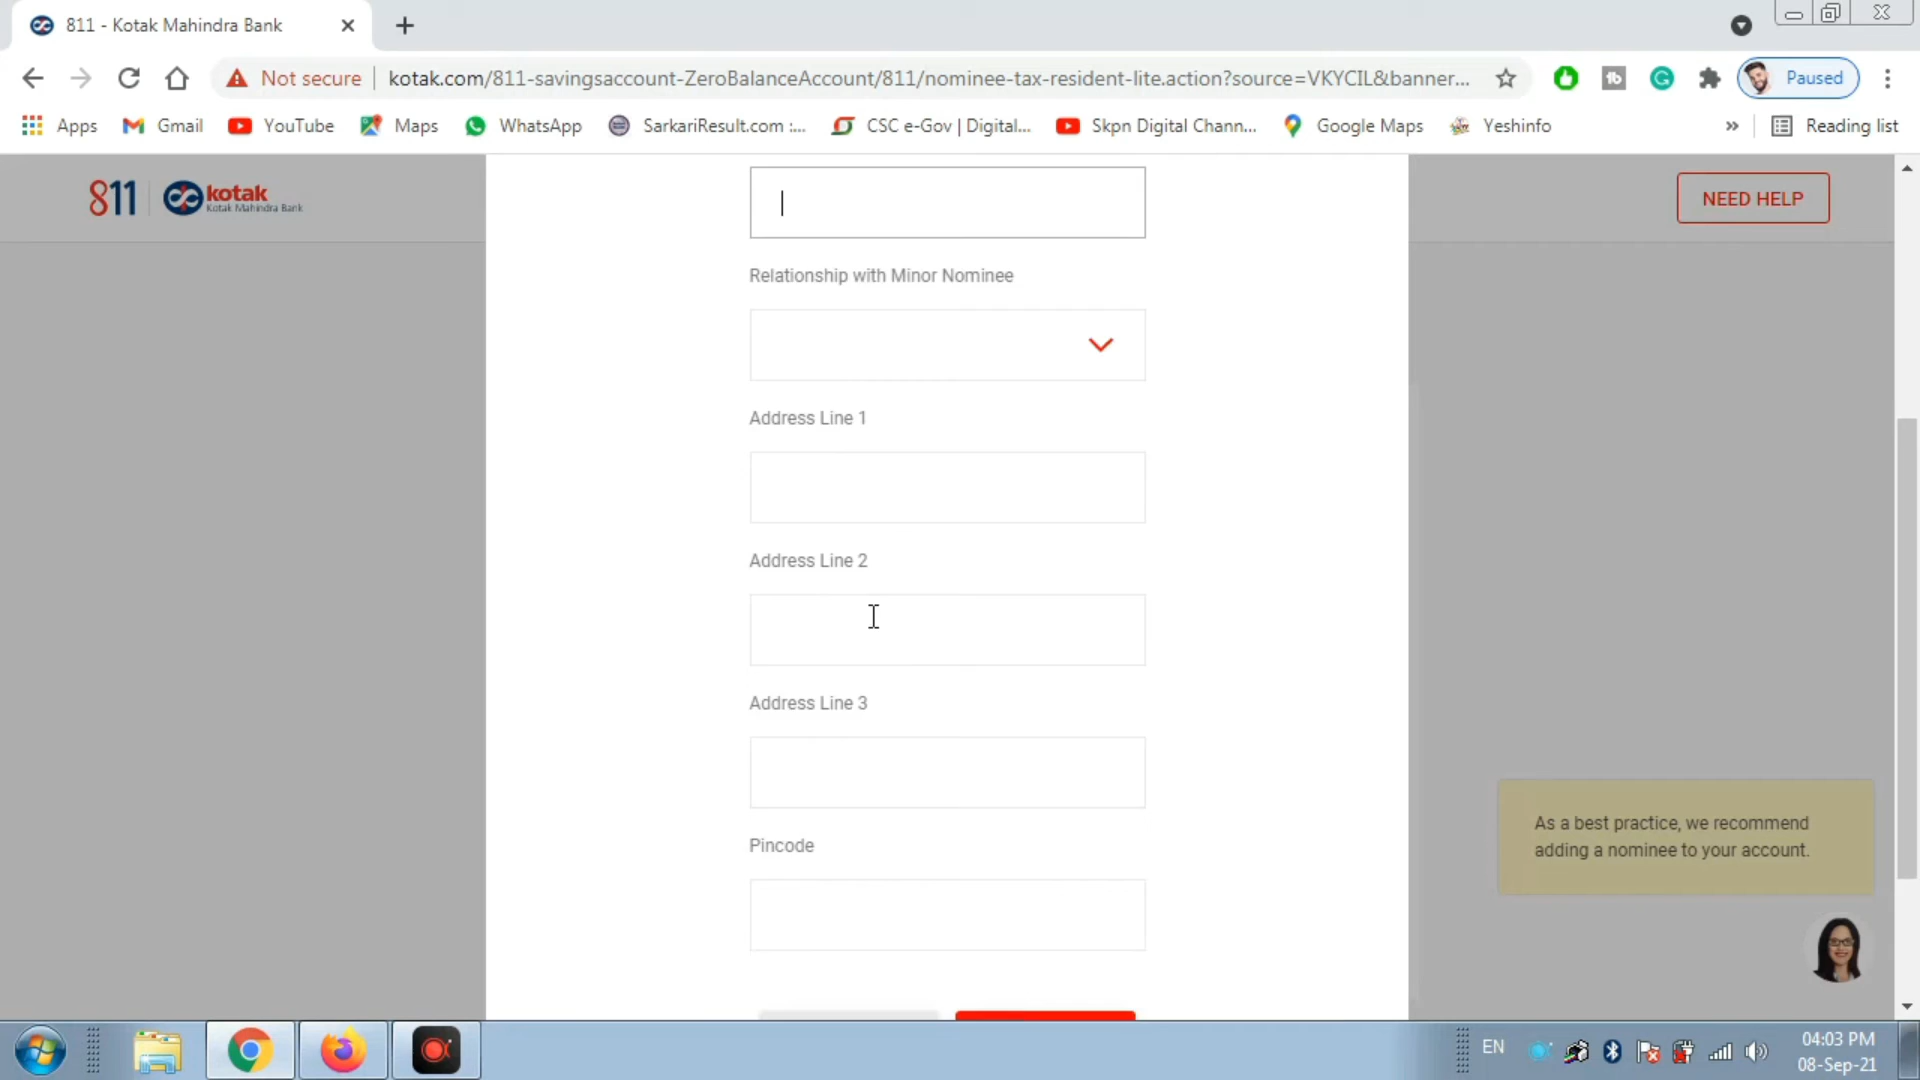 811 - Kotak Mahindra Bank
Not secure
kotak.com/811-savingsaccount-ZeroBalanceAccount/811/nominee-tax-resident-lite.action?source=VKYCIL&banner...
Paused
Apps
Gmail
YouTube
Maps
WhatsApp
SarkariResult.com :...
CSC e-Gov | Digital...
Skpn Digital Chann...
Google Maps
Yeshinfo
»
Reading list
811
kotak
Kotak Mahindra Bank
NEED HELP
Relationship with Minor Nominee
Address Line 1
Address Line 2
Address Line 3
Pincode
As a best practice, we recommend
adding a nominee to your account.
EN
04:03 PM
08-Sep-21